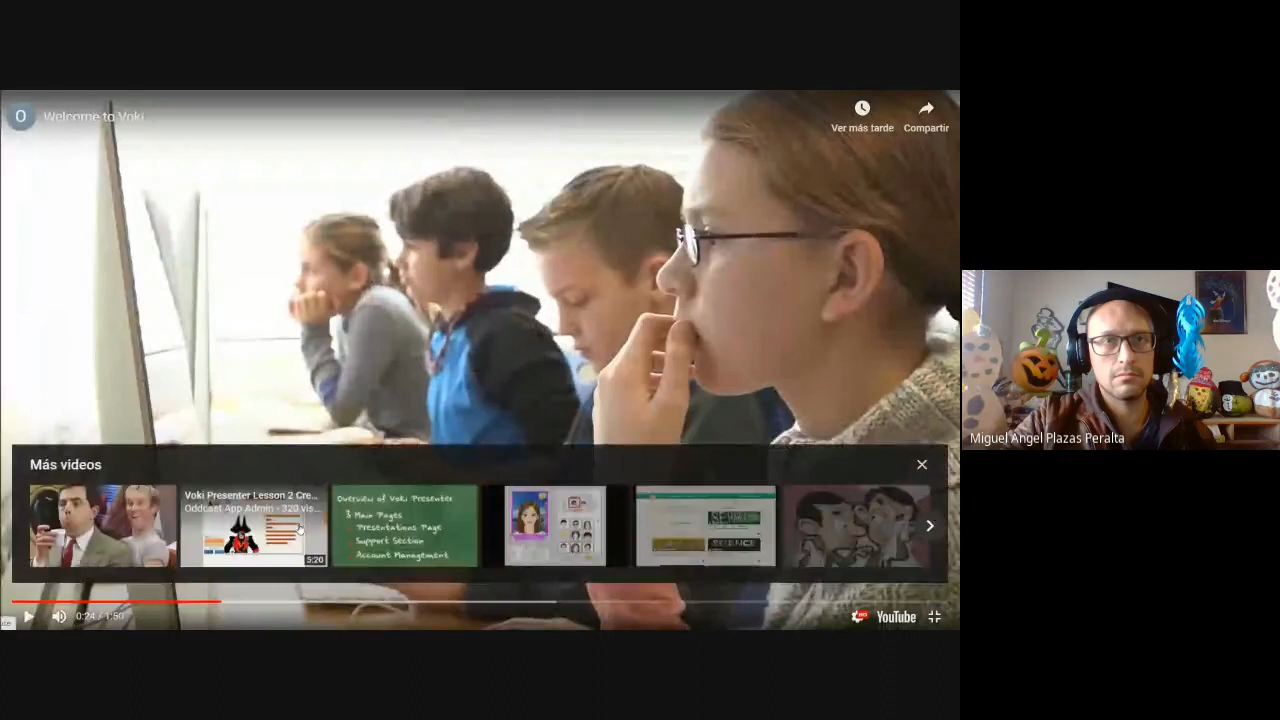 O
Welcome to Voki
Ver más tarde
Compartir
Más videos
Voki Presenter Lesson 2 Cre...
Oddcast App Admin - 320 vis...
5:20
Overview of Voki Presenter
3 Main Pages
Presentations Page
Support Section
Account Management
SCIENCE
0:24 / 1:50
YouTube
Miguel Angel Plazas Peralta